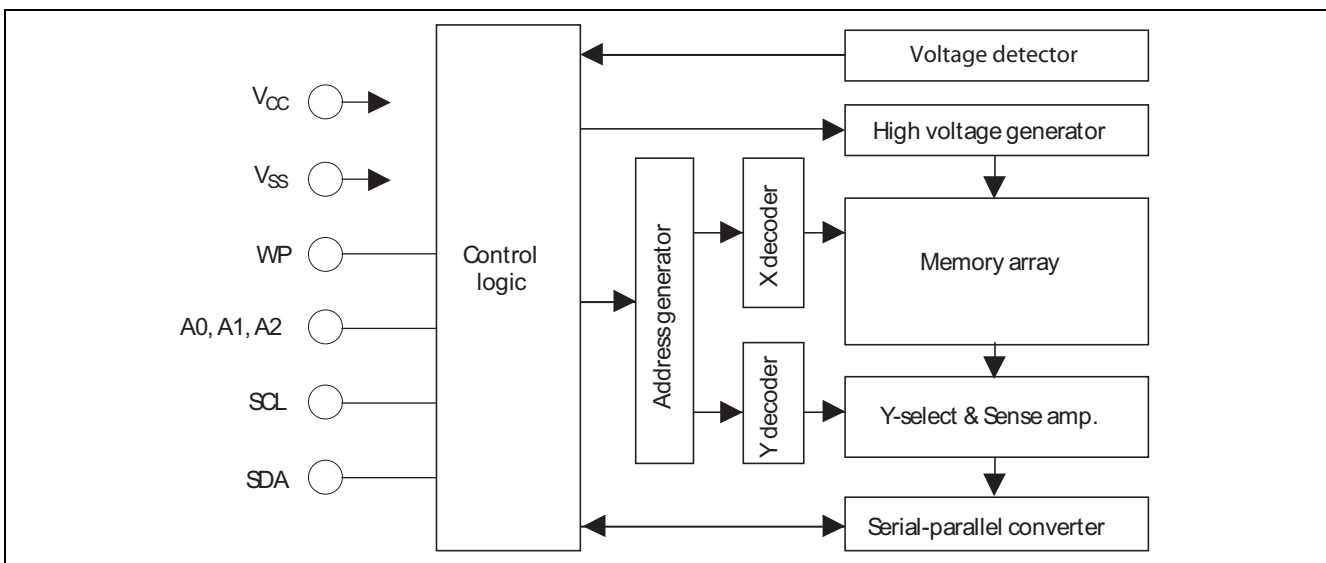 Voltage detector
VCC
High voltage generator
VSS
X decoder
Address generator
WP
Control
logic
Memory array
A0, A1, A2
SCL
Y decoder
Y-select & Sense amp.
SDA
Serial-parallel converter